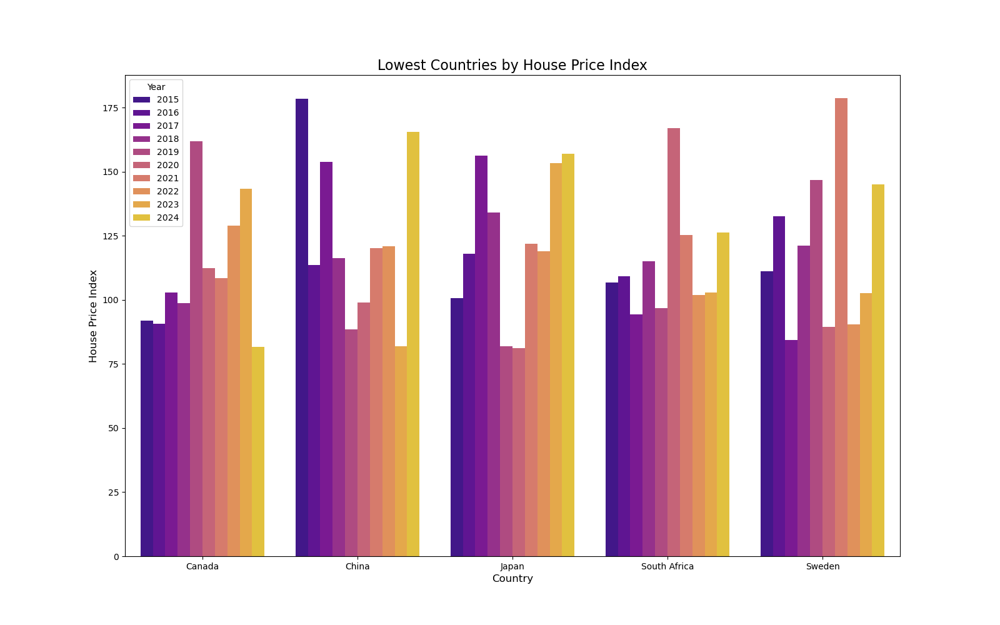 Lowest Countries by House Price Index
Year
2015
2016
2017
2018
2019
2020
2021
2022
2023
2024
175
150
125
100
75
50
25
0
House Price Index
Canada
China
Japan
South Africa
Sweden
Country